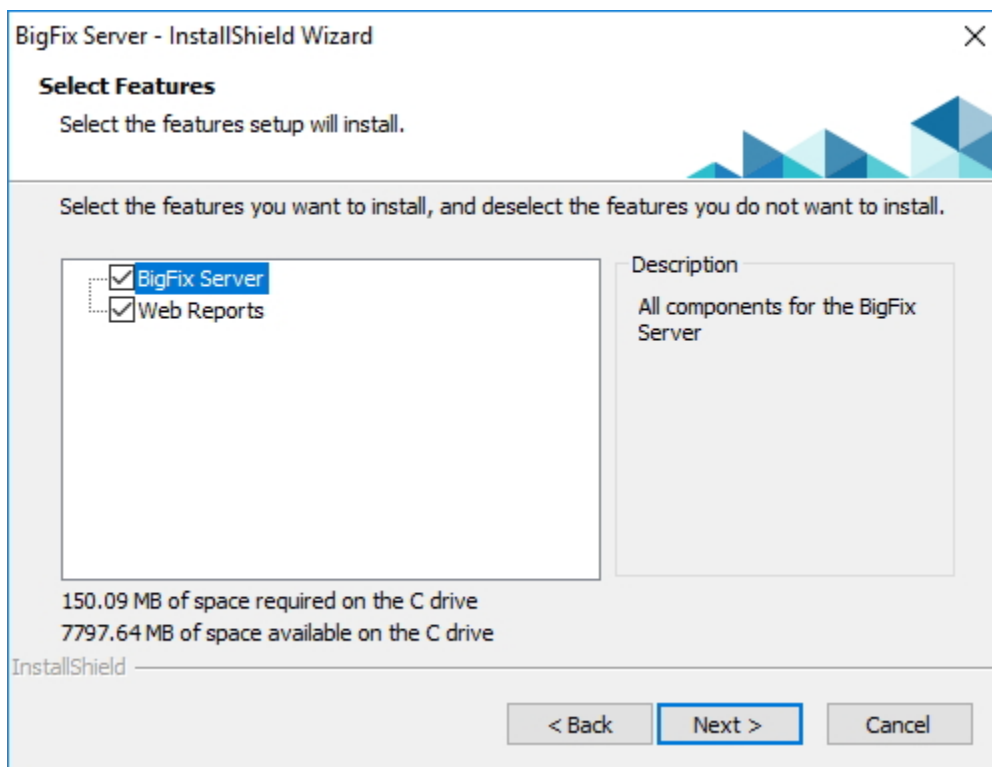 BigFix Server - InstallShield Wizard
Select Features
Select the features setup will install.
Select the features you want to install, and deselect the features you do not want to install.
BigFix Server
Web Reports
Description
All components for the BigFix
Server
150.09 MB of space required on the C drive
7797.64 MB of space available on the C drive
InstallShield
< Back
Next >
Cancel